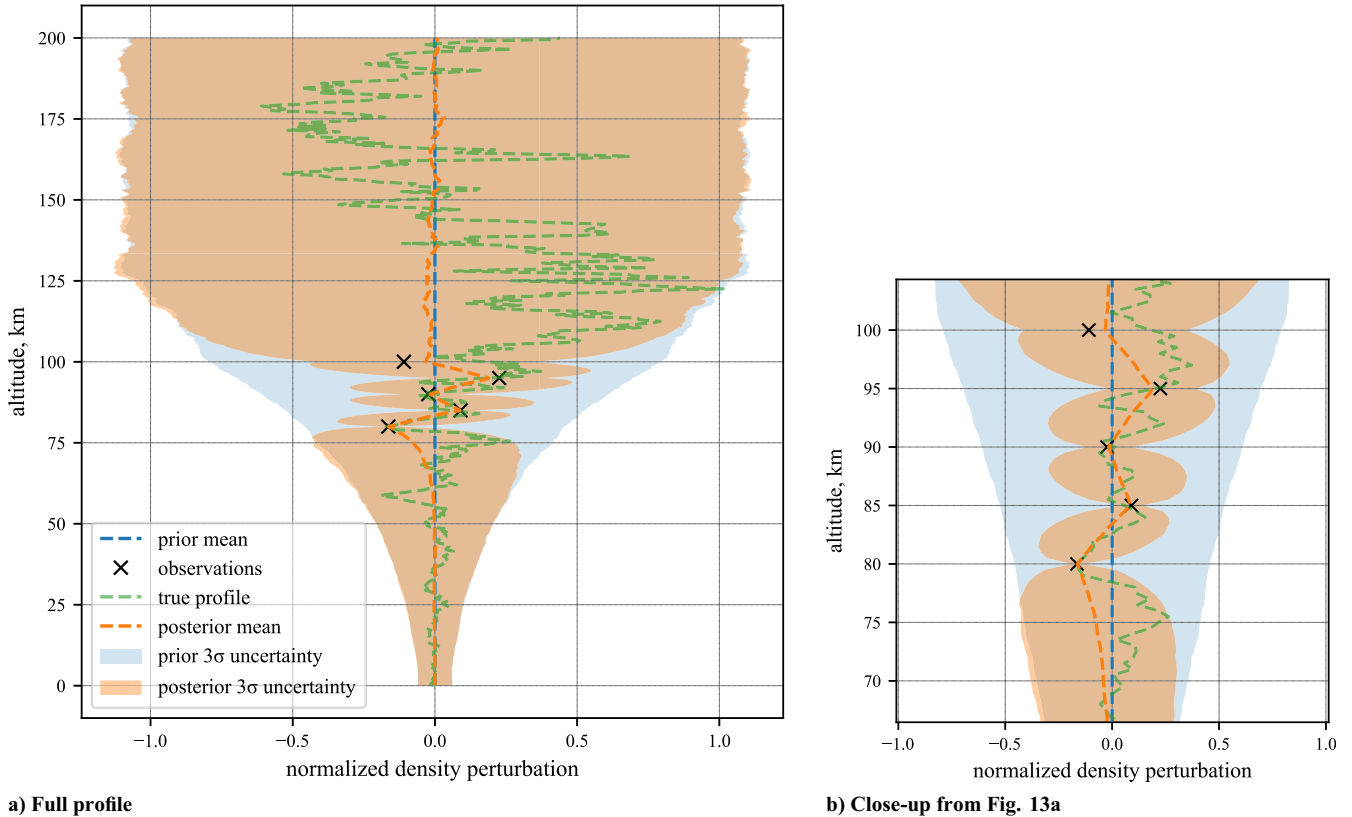 200
175
150
125
100
75
50
25
0
altitude, km
prior mean
observations
true profile
posterior mean
prior 3σ uncertainty
posterior 3σ uncertainty
−1.0 −0.5 0.0 0.5 1.0
normalized density perturbation
a) Full profile
100
95
90
85
80
75
70
altitude, km
−1.0 −0.5 0.0 0.5 1.0
normalized density perturbation
b) Close-up from Fig. 13a